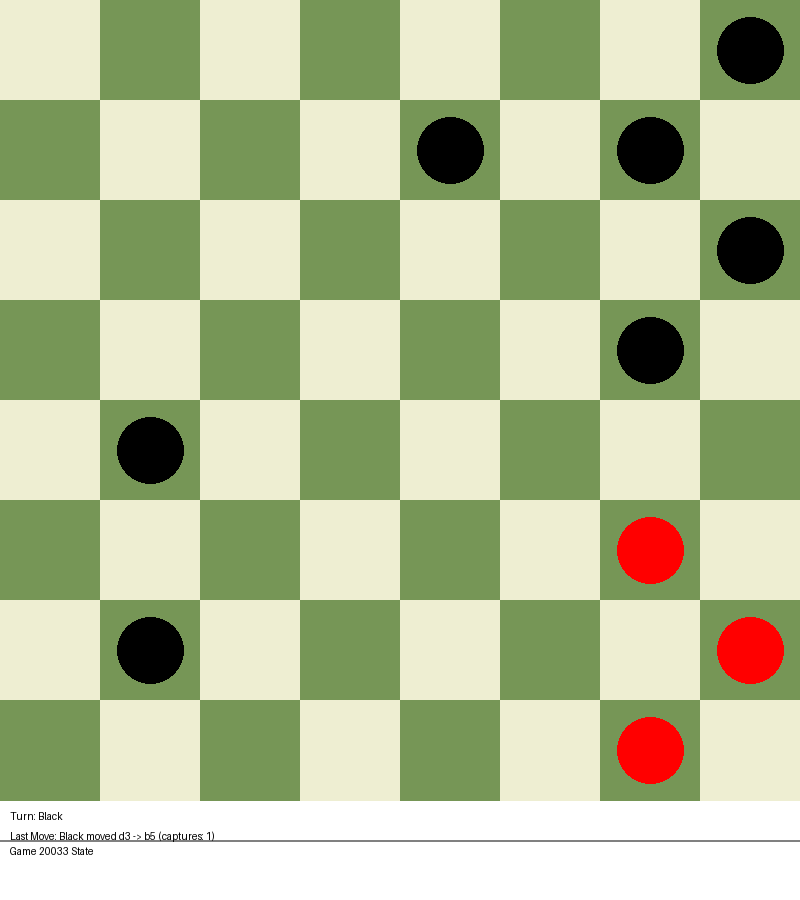 Turn: Black
Last Move: Black moved d3 -> b5 (captures: 1)
Game 20033 State